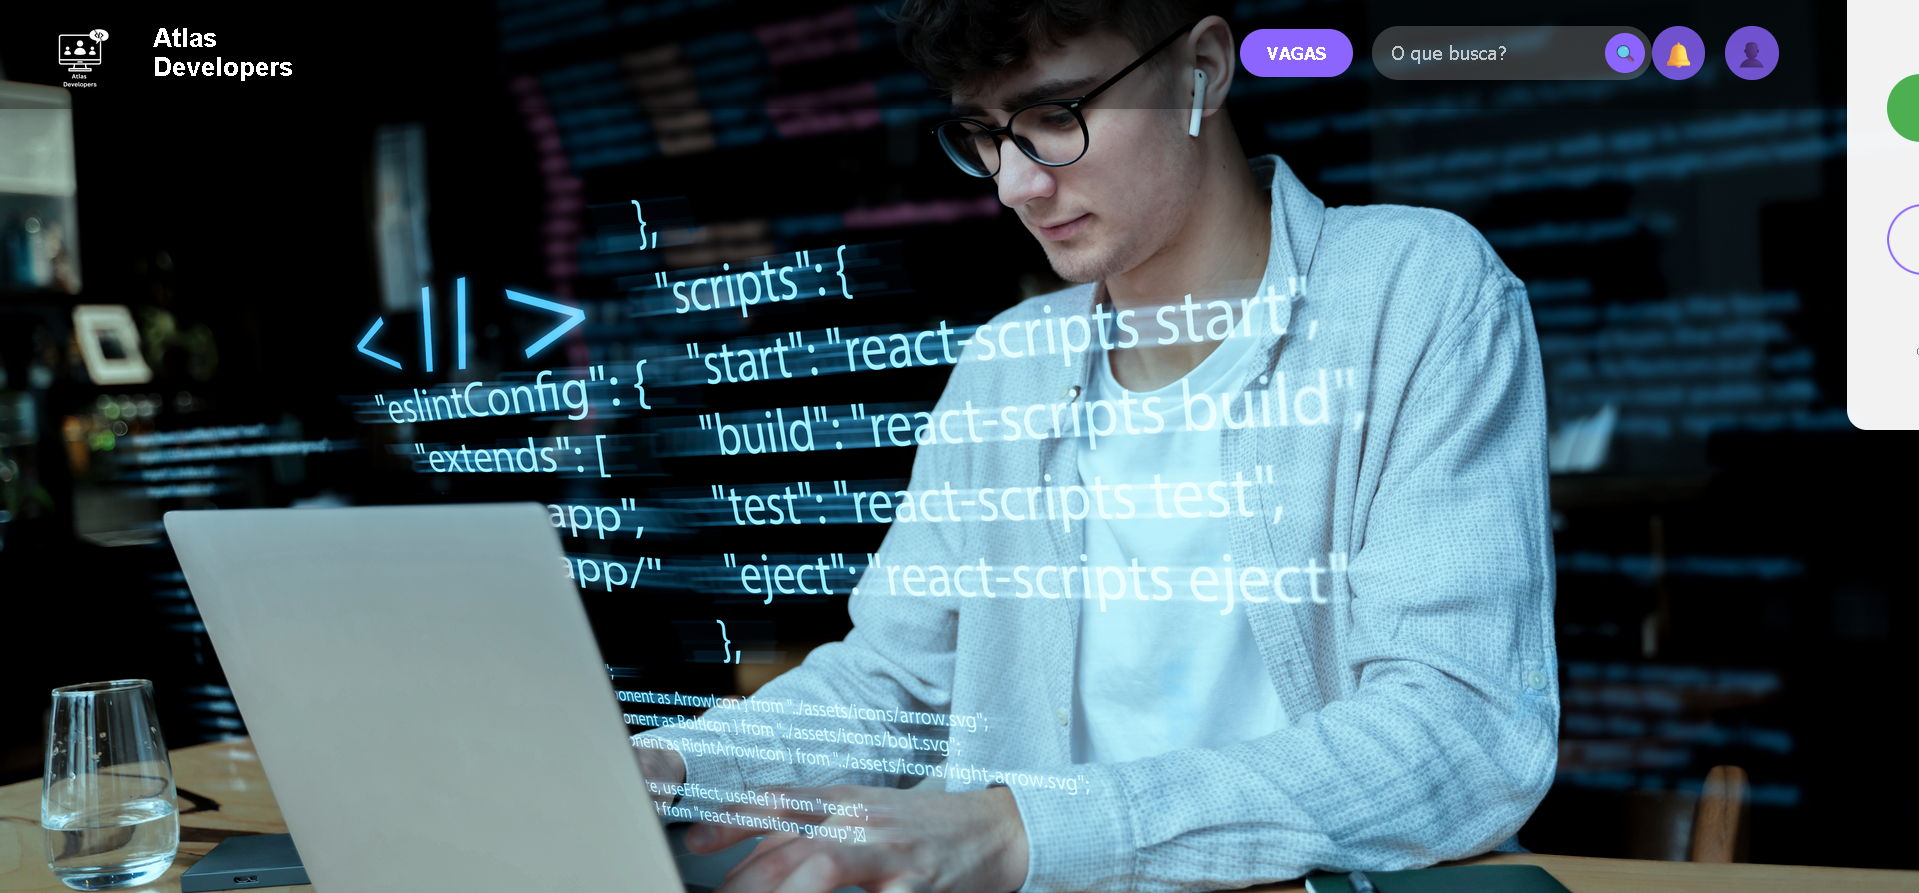 Atlas
Developers
Atlas
Developers
VAGAS
O que busca?
},
"scripts": {
"start": "react-scripts start",
"build": "react-scripts build",
"test": "react-scripts test",
"eject": "react-scripts eject"
},
< || >
"eslintConfig": {
"extends": [
app",
app/"
";
onent as ArrowIcon } from "../assets/icons/arrow.svg";
onent as BoltIcon } from "../assets/icons/bolt.svg";
onent as RightArrowIcon } from "../assets/icons/right-arrow.svg";
te, useEffect, useRef } from "react";
} from "react-transition-group";